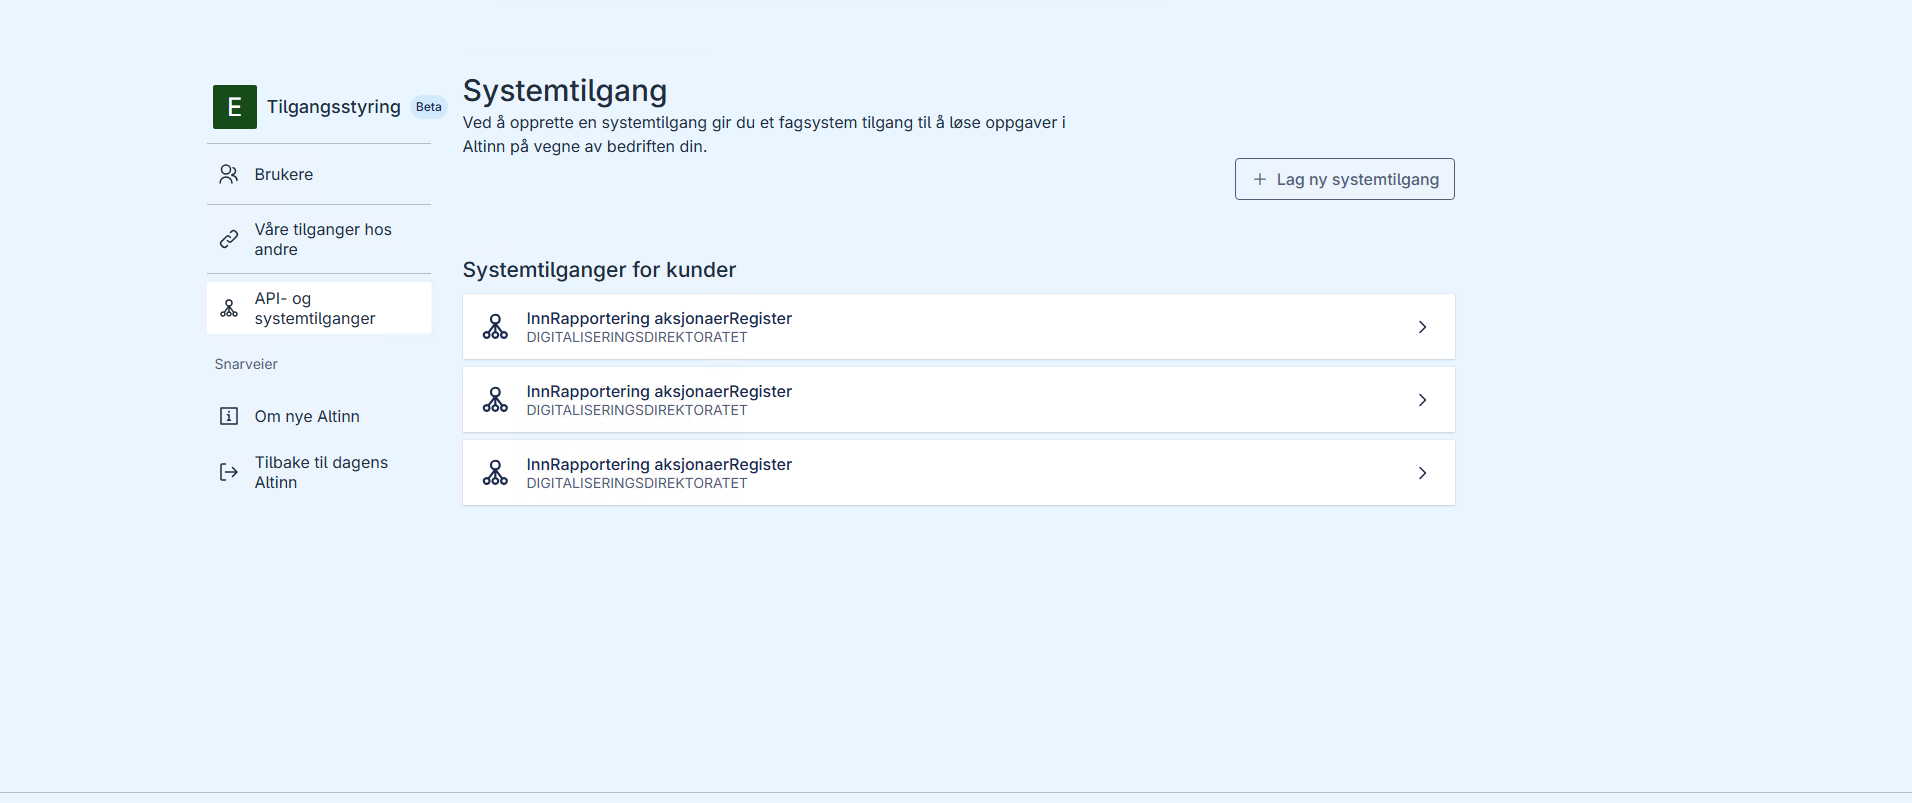 E
Tilgangsstyring
Beta
Brukere
Våre tilganger hos
andre
API- og
systemtilganger
Snarveier
Om nye Altinn
Tilbake til dagens
Altinn
Systemtilgang
Ved å opprette en systemtilgang gir du et fagsystem tilgang til å løse oppgaver i
Altinn på vegne av bedriften din.
Lag ny systemtilgang
Systemtilganger for kunder
InnRapportering aksjonaerRegister
DIGITALISERINGSDIREKTORATET
InnRapportering aksjonaerRegister
DIGITALISERINGSDIREKTORATET
InnRapportering aksjonaerRegister
DIGITALISERINGSDIREKTORATET